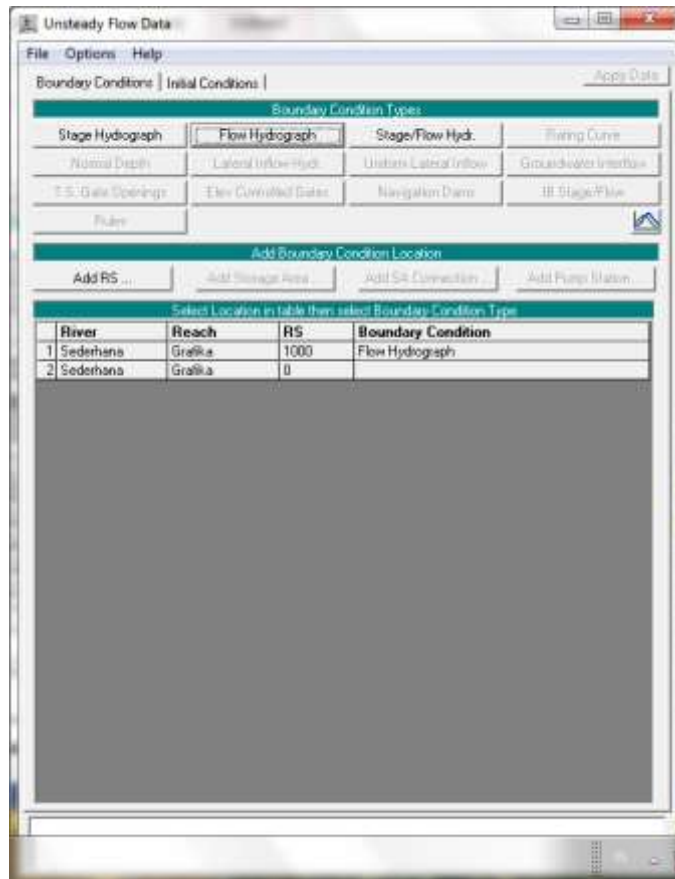 Unsteady Flow Data
File Options Help
Boundary Conditions Initial Conditions Apply Data
Boundary Condition Types
Stage Hydrograph Flow Hydrograph Stage/Flow Hydr. Rating Curve
Normal Depth Lateral Inflow Hydr. Uniform Lateral Inflow Groundwater Interflow
T.S. Gate Openings Elev Controlled Gates Navigation Dams IB Stage/Flow
Rules
Add Boundary Condition Location
Add RS ... Add Storage Area ... Add SA Connection ... Add Pump Station ...
Select Location in table then select Boundary Condition Type
River Reach RS Boundary Condition
1 Sederhana Grafika 1000 Flow Hydrograph
2 Sederhana Grafika 0